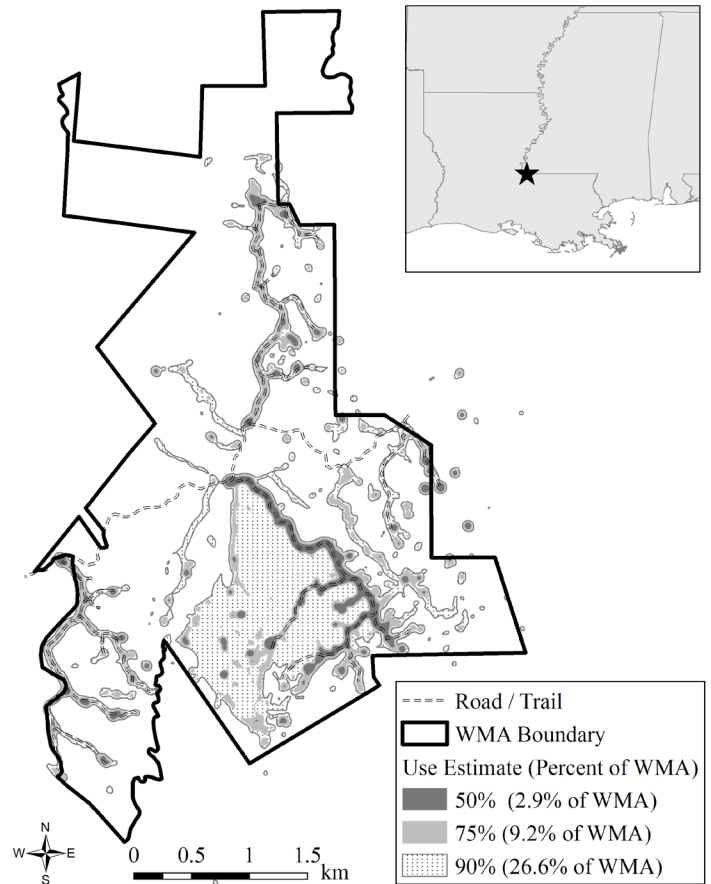 Road / Trail
WMA Boundary
Use Estimate (Percent of WMA)
50% (2.9% of WMA)
75% (9.2% of WMA)
90% (26.6% of WMA)
N
W E
S
0 0.5 1 1.5
km